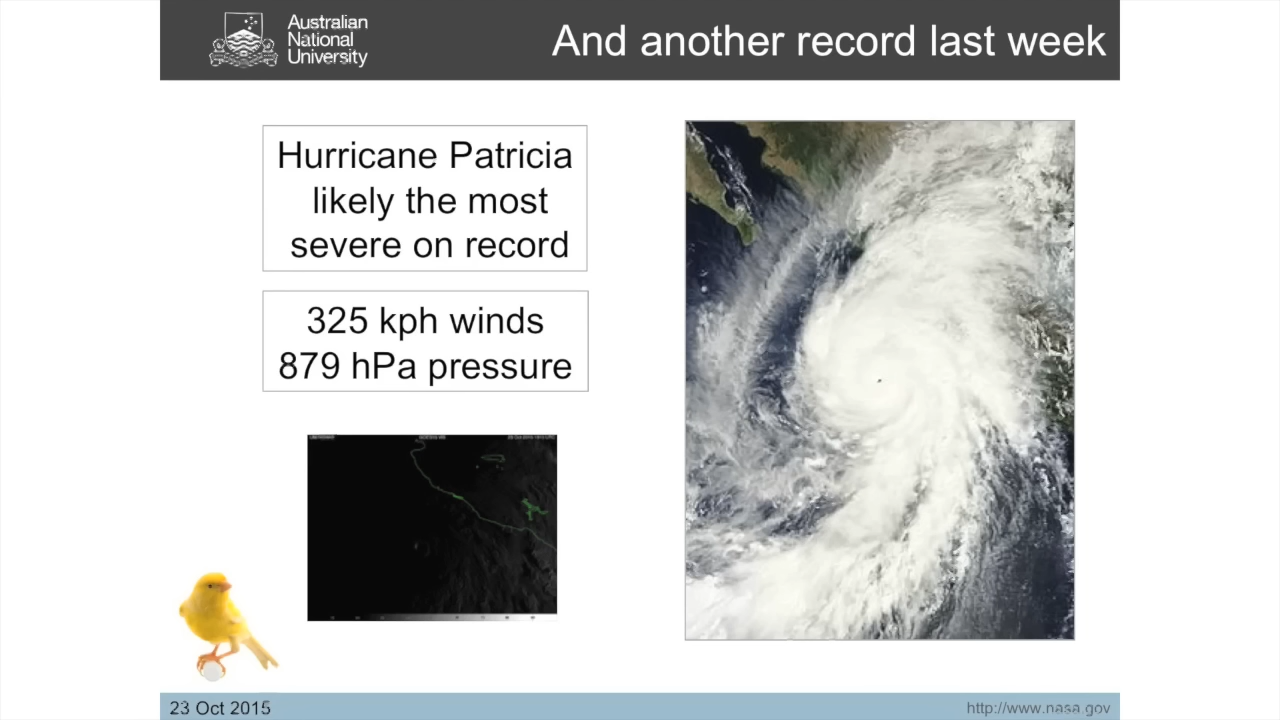 Australian
National
University
And another record last week
Hurricane Patricia
likely the most
severe on record
325 kph winds
879 hPa pressure
23 Oct 2015
http://www.nasa.gov